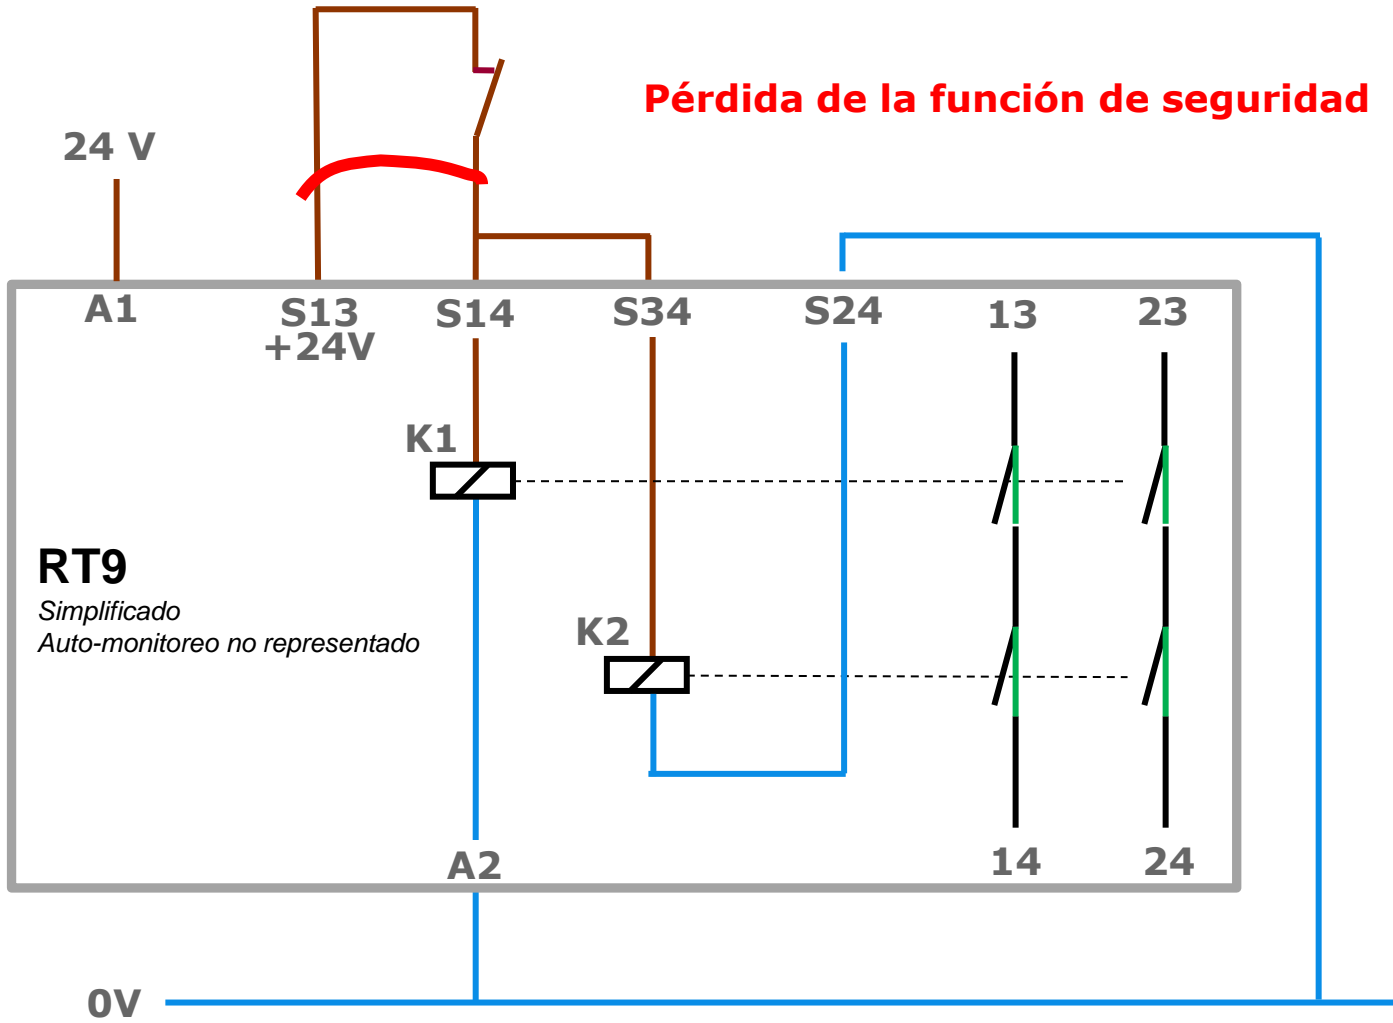 Pérdida de la función de seguridad
24 V
A1
S13
+24V
S14
S34
S24
13
23
K1
RT9
Simplificado
Auto-monitoreo no representado
K2
A2
14
24
0V